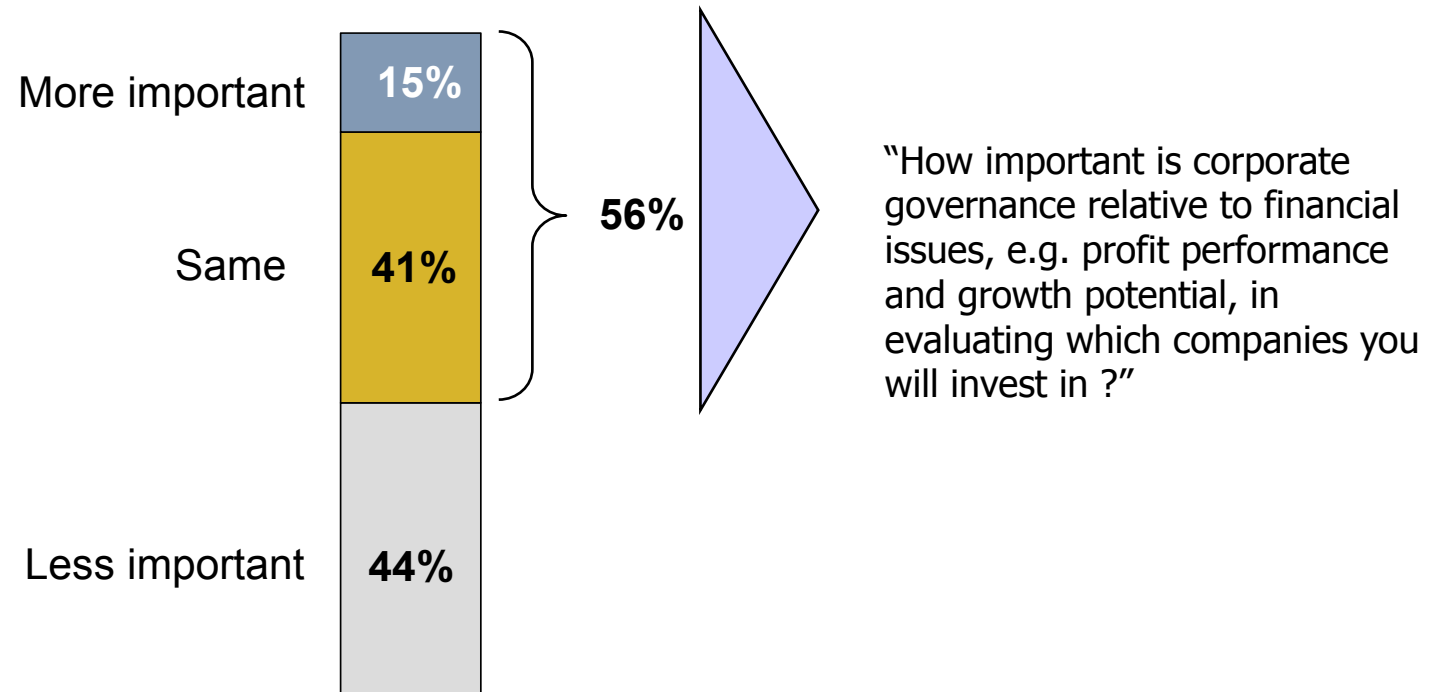 More important
15%
Same
41%
56%
Less important
44%
“How important is corporate
governance relative to financial
issues, e.g. profit performance
and growth potential, in
evaluating which companies you
will invest in ?”